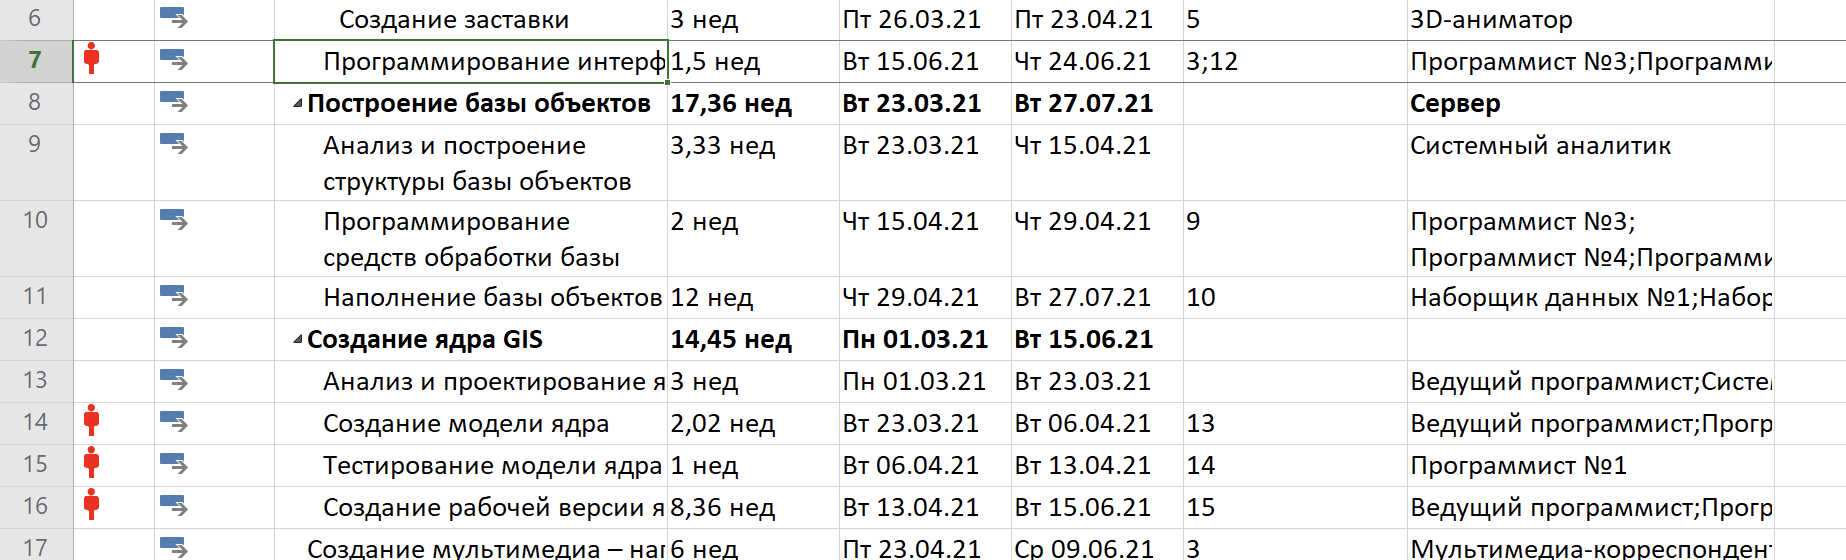 6 Создание заставки 3 нед Пт 26.03.21 Пт 23.04.21 5 3D-аниматор
7 Программирование интерф 1,5 нед Вт 15.06.21 Чт 24.06.21 3;12 Программист №3;Программи
8 Построение базы объектов 17,36 нед Вт 23.03.21 Вт 27.07.21 Сервер
9 Анализ и построение 3,33 нед Вт 23.03.21 Чт 15.04.21 Системный аналитик
структуры базы объектов
10 Программирование 2 нед Чт 15.04.21 Чт 29.04.21 9 Программист №3;
средств обработки базы Программист №4;Программи
11 Наполнение базы объектов 12 нед Чт 29.04.21 Вт 27.07.21 10 Наборщик данных №1;Набор
12 Создание ядра GIS 14,45 нед Пн 01.03.21 Вт 15.06.21
13 Анализ и проектирование я 3 нед Пн 01.03.21 Вт 23.03.21 Ведущий программист;Систе
14 Создание модели ядра 2,02 нед Вт 23.03.21 Вт 06.04.21 13 Ведущий программист;Прогр
15 Тестирование модели ядра 1 нед Вт 06.04.21 Вт 13.04.21 14 Программист №1
16 Создание рабочей версии я 8,36 нед Вт 13.04.21 Вт 15.06.21 15 Ведущий программист;Прогр
17 Создание мультимедиа – нап 6 нед Пт 23.04.21 Ср 09.06.21 3 Мультимедиа-корреспондент